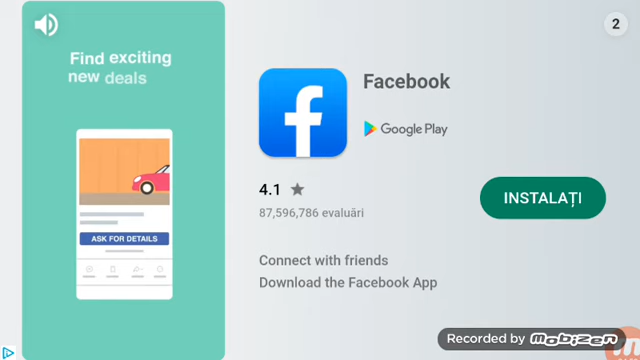 Find exciting
new deals
ASK FOR DETAILS
2
Facebook
Google Play
4.1
87,596,786 evaluări
INSTALAȚI
Connect with friends
Download the Facebook App
Recorded by
MOBIZEN